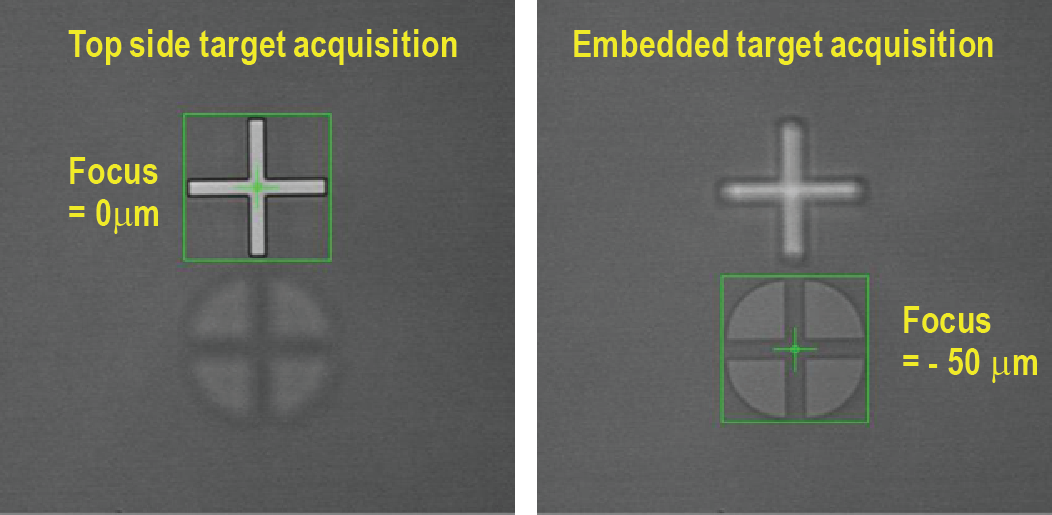 Top side target acquisition
Focus
= 0μm
Embedded target acquisition
Focus
= - 50 μm